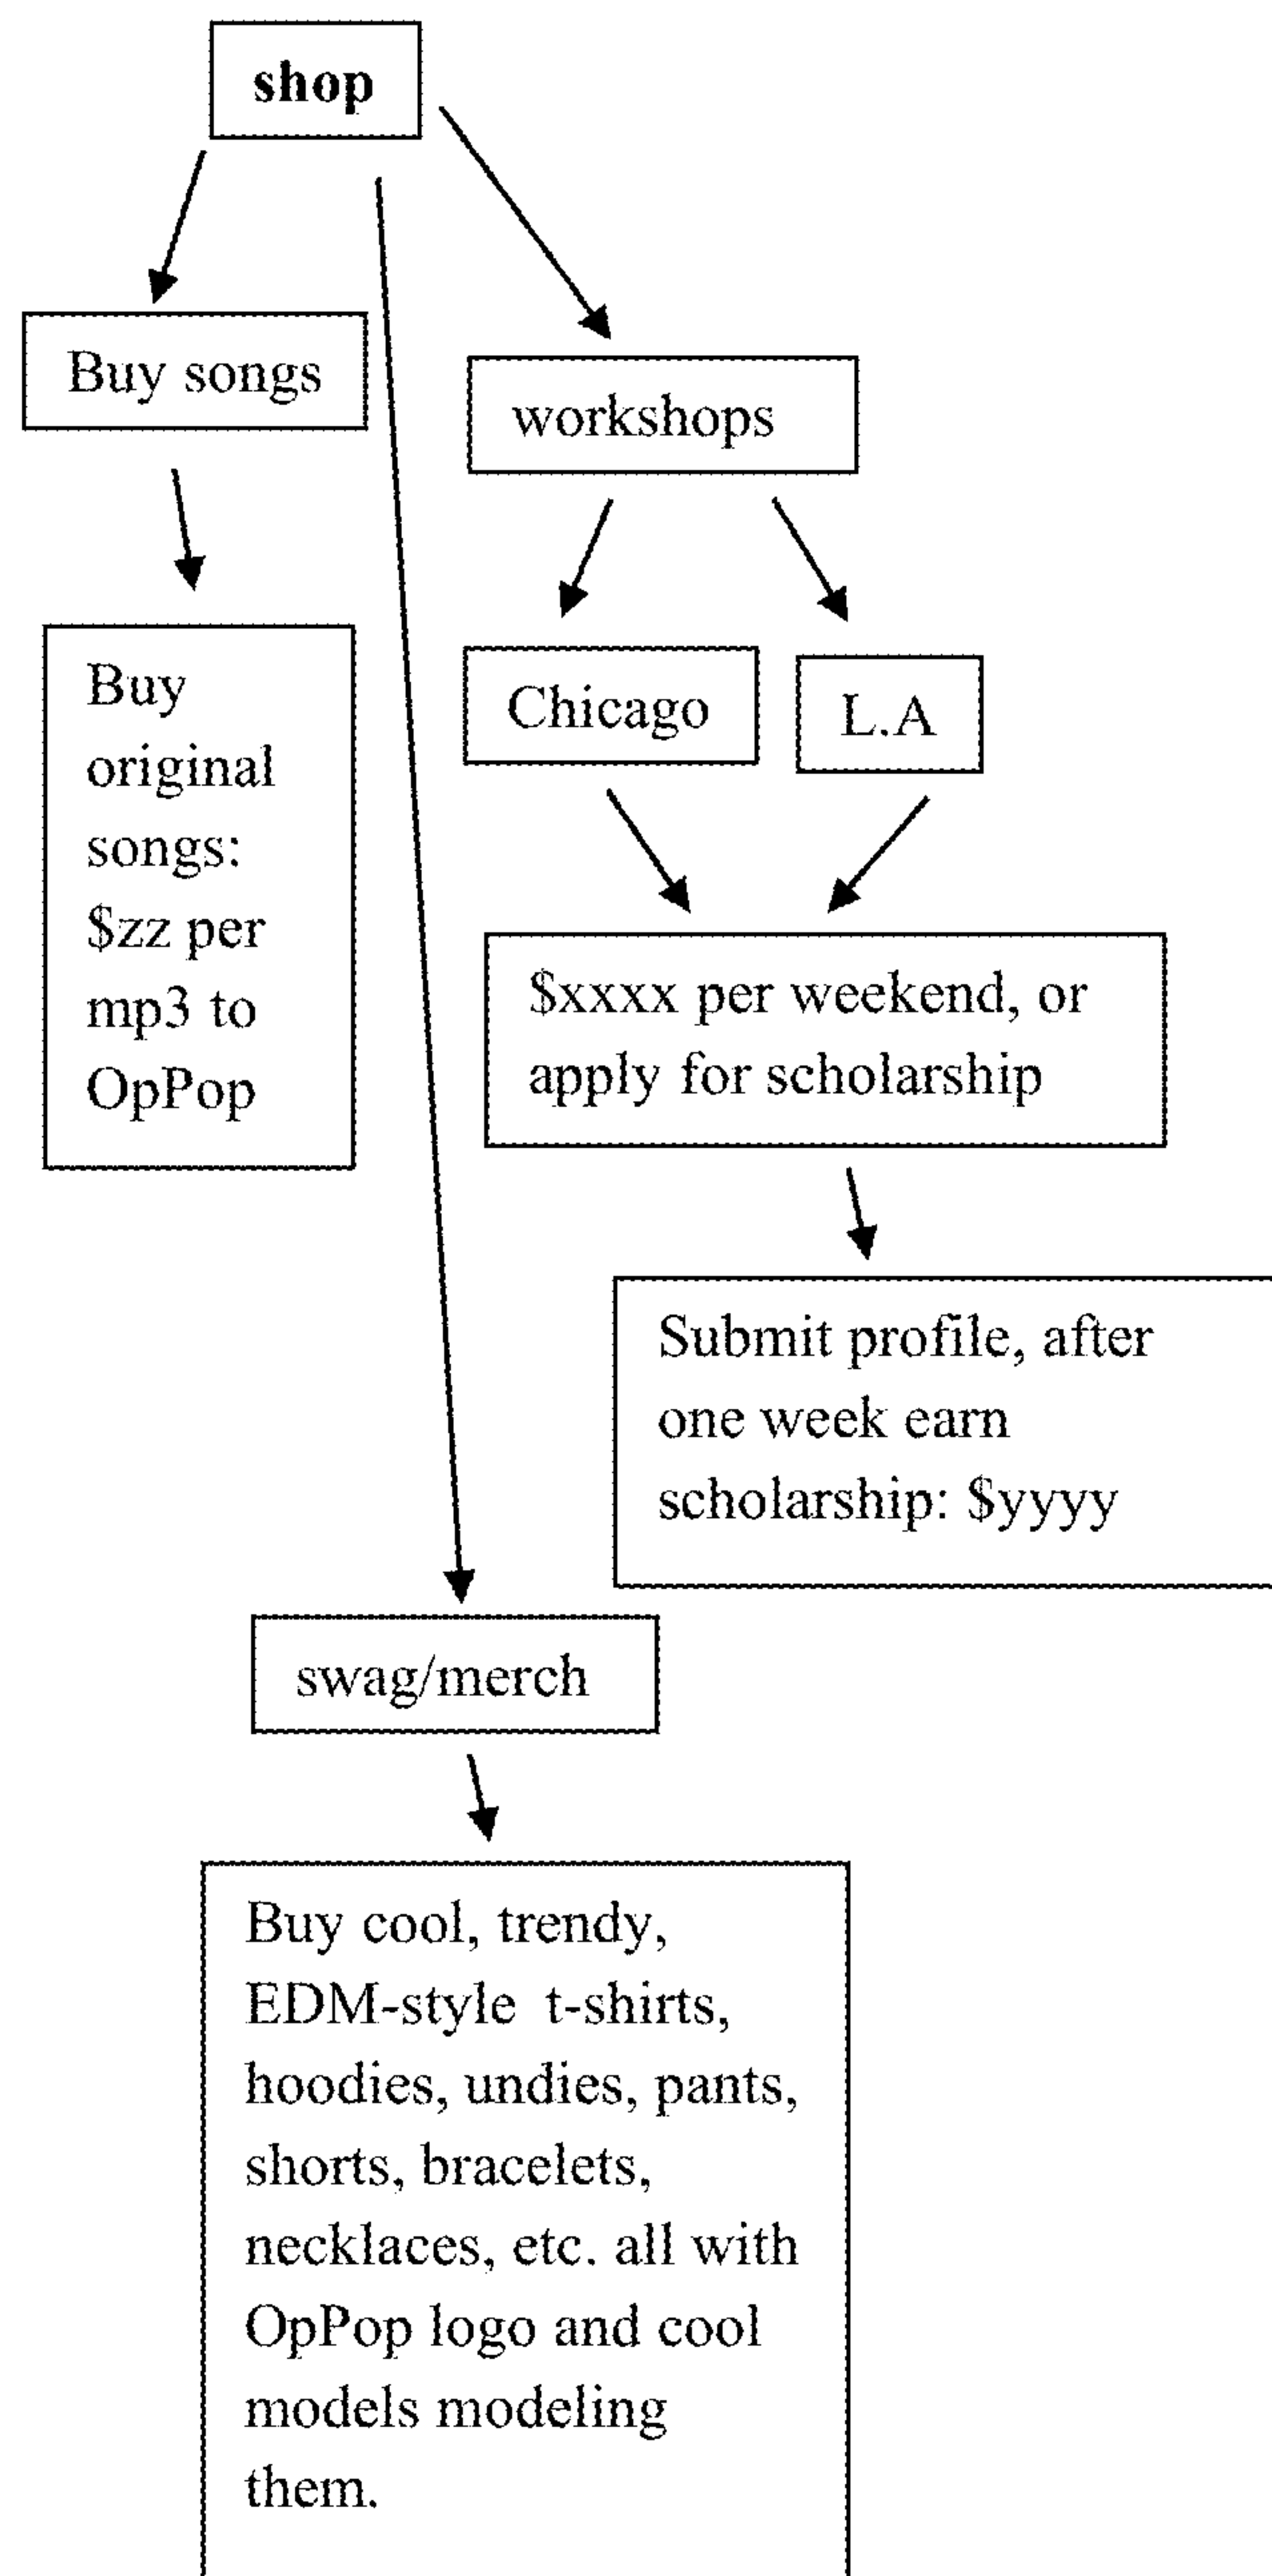 shop
Buy songs
workshops
Buy
original
songs:
$zz per
mp3 to
OpPop
Chicago
L.A
$xxxx per weekend, or
apply for scholarship
Submit profile, after
one week earn
scholarship: $yyyy
swag/merch
Buy cool, trendy,
EDM-style t-shirts,
hoodies, undies, pants,
shorts, bracelets,
necklaces, etc. all with
OpPop logo and cool
models modeling
them.